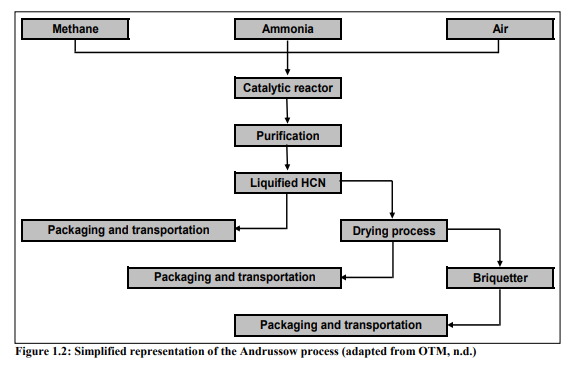 Methane
Ammonia
Air
Catalytic reactor
Purification
Liquified HCN
Packaging and transportation
Drying process
Packaging and transportation
Briquetter
Packaging and transportation
Figure 1.2: Simplified representation of the Andrussow process (adapted from OTM, n.d.)